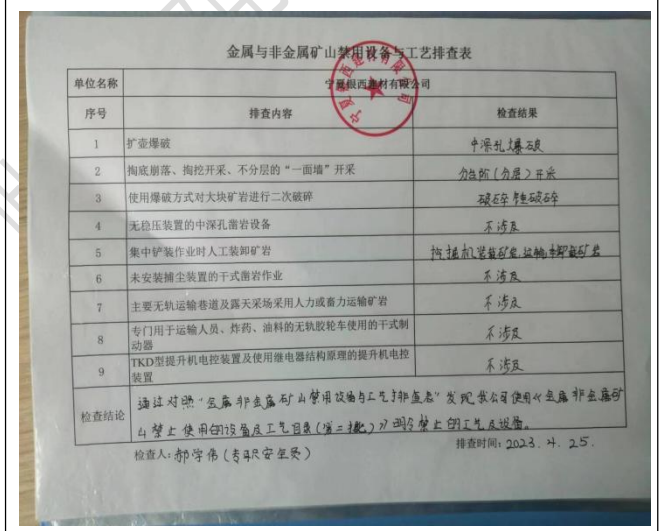 金属与非金属矿山禁用设备与工艺排查表
单位名称 宁夏银西建材有限公司
序号 排查内容 检查结果
1 扩壶爆破 中深孔爆破
2 掏底崩落、掏挖开采、不分层的“一面墙”开采 分台阶(分层)开采
3 使用爆破方式对大块矿岩进行二次破碎 破碎锤破碎
4 无稳压装置的中深孔凿岩设备 不涉及
5 集中铲装作业时人工装卸矿岩 挖掘机装载矿岩,运输车卸载矿岩
6 未安装捕尘装置的干式凿岩作业 不涉及
7 主要无轨运输巷道及露天采场采用人力或畜力运输矿岩 不涉及
8 专门用于运输人员、炸药、油料的无轨胶轮车使用的干式制
动器 不涉及
9 TKD型提升机电控装置及使用继电器结构原理的提升机电控
装置 不涉及
检查结论 通过对照“金属非金属矿山禁用设备与工艺 发现我公司使用《金属非金属矿
山禁止使用的设备及工艺目录(第二批)》明令禁止的工艺及设备。
检查人:郝学伟(专职安全员) 排查时间:2023.4.25.
宁夏银西建材有限公司